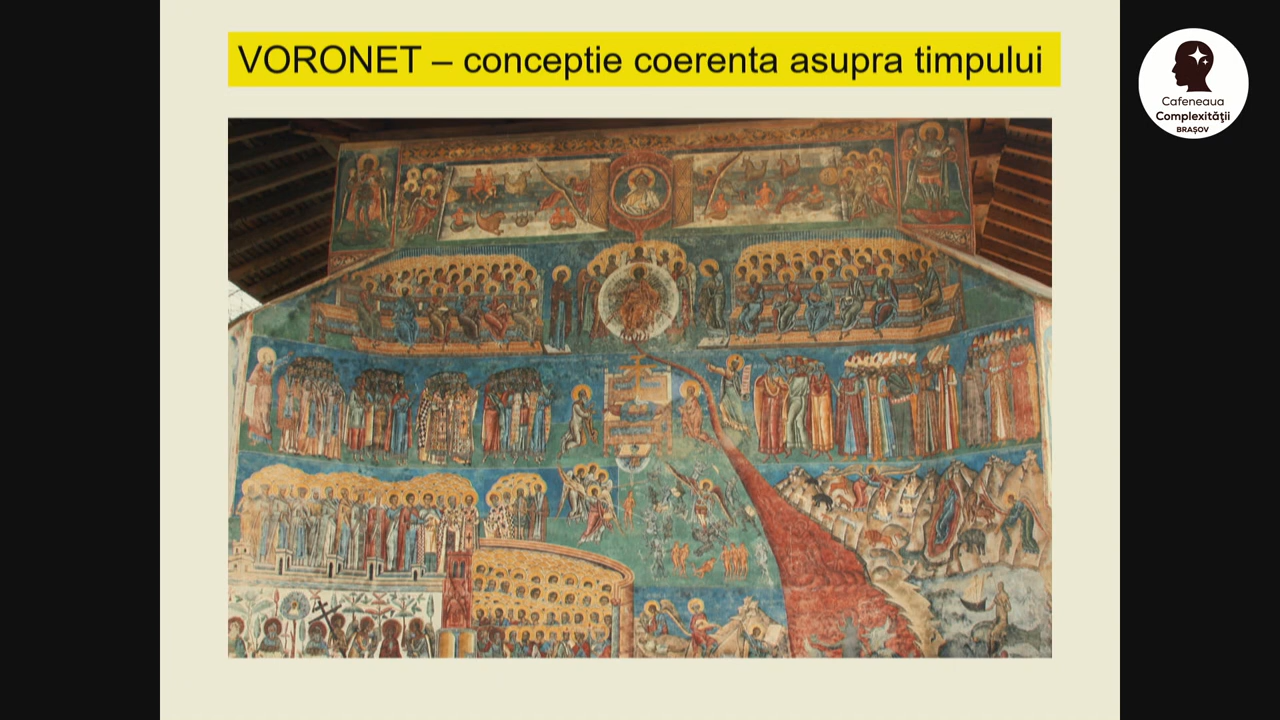 VORONET – conceptie coerenta asupra timpului
Cafeneaua
Complexității
BRAȘOV